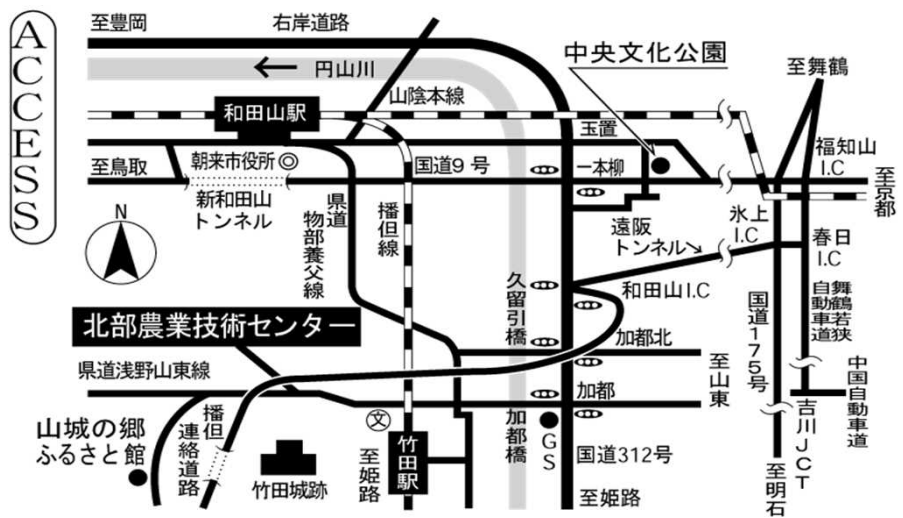 ACCESS
至豊岡
右岸道路
円山川
中央文化公園
至舞鶴
山陰本線
和田山駅
玉置
福知山
I.C
朝来市役所
至鳥取
国道9号
一本柳
至京都
新和田山
トンネル
県道
物部養父線
播但線
遠阪
トンネル
氷上
I.C
春日
I.C
N
久留引橋
和田山I.C
国道175号
舞鶴若狭
自動車道
北部農業技術センター
加都北
至山東
県道浅野山東線
加都
中国自動車道
山城の郷
ふるさと館
播但
連絡道路
文
竹田駅
加都橋
GS
国道312号
吉川JCT
竹田城跡
至姫路
至姫路
至明石